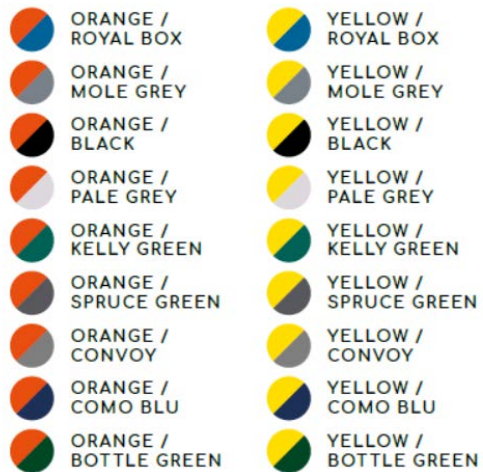 ORANGE /
ROYAL BOX
YELLOW /
ROYAL BOX
ORANGE /
MOLE GREY
YELLOW /
MOLE GREY
ORANGE /
BLACK
YELLOW /
BLACK
ORANGE /
PALE GREY
YELLOW /
PALE GREY
ORANGE /
KELLY GREEN
YELLOW /
KELLY GREEN
ORANGE /
SPRUCE GREEN
YELLOW /
SPRUCE GREEN
ORANGE /
CONVOY
YELLOW /
CONVOY
ORANGE /
COMO BLU
YELLOW /
COMO BLU
ORANGE /
BOTTLE GREEN
YELLOW /
BOTTLE GREEN